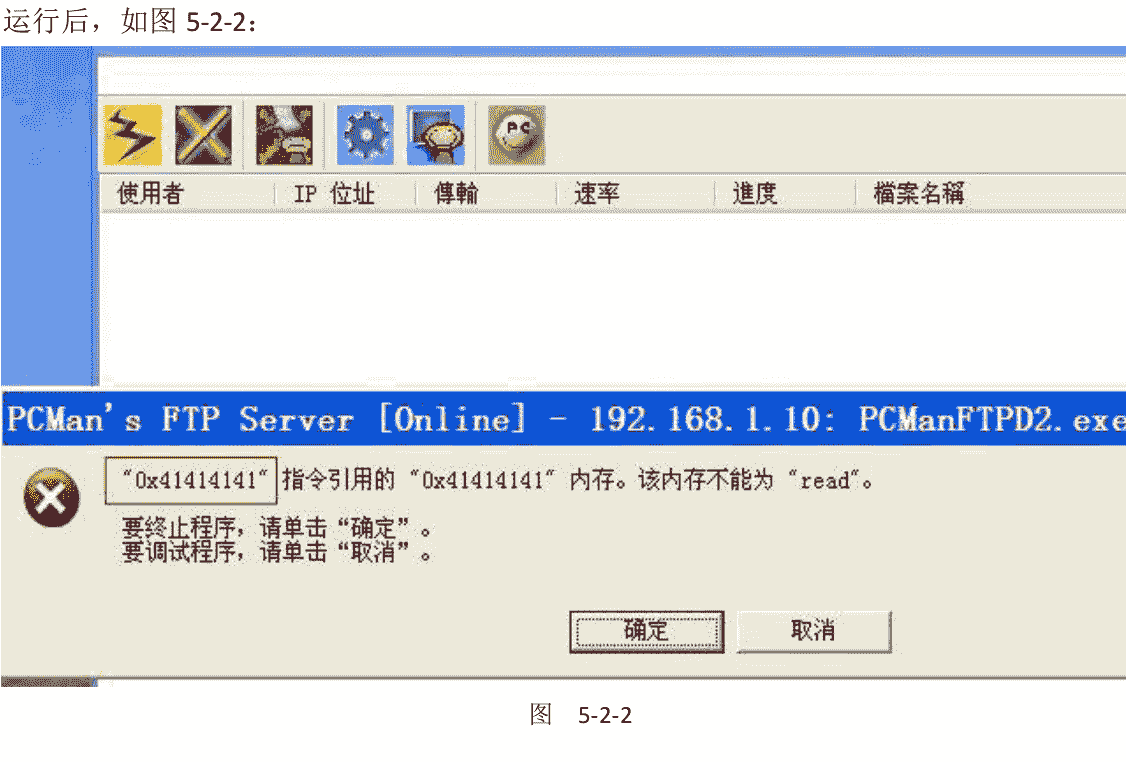 运行后，如图 5-2-2：
PC
使用者 IP 位址 傳輸 速率 進度 檔案名稱
PCMan's FTP Server [Online] - 192.168.1.10: PCManFTPD2.exe
"0x41414141" 指令引用的 "0x41414141" 内存。该内存不能为 "read"。
要终止程序，请单击“确定”。
要调试程序，请单击“取消”。
确定 取消
图 5-2-2